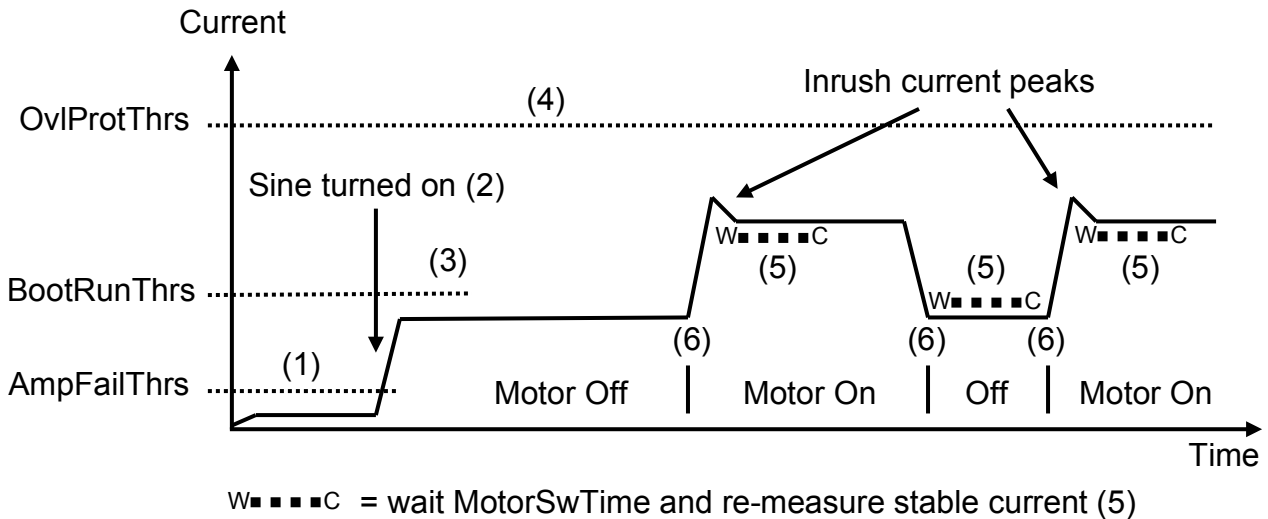 Current
Inrush current peaks
OvlProtThrs
(4)
Sine turned on (2)
W C
(5)
W C
(5)
(3)
BootRunThrs
(5)
W C
(6)
(6)
(6)
(1)
AmpFailThrs
Motor Off
Motor On
Off
Motor On
Time
W C = wait MotorSwTime and re-measure stable current (5)